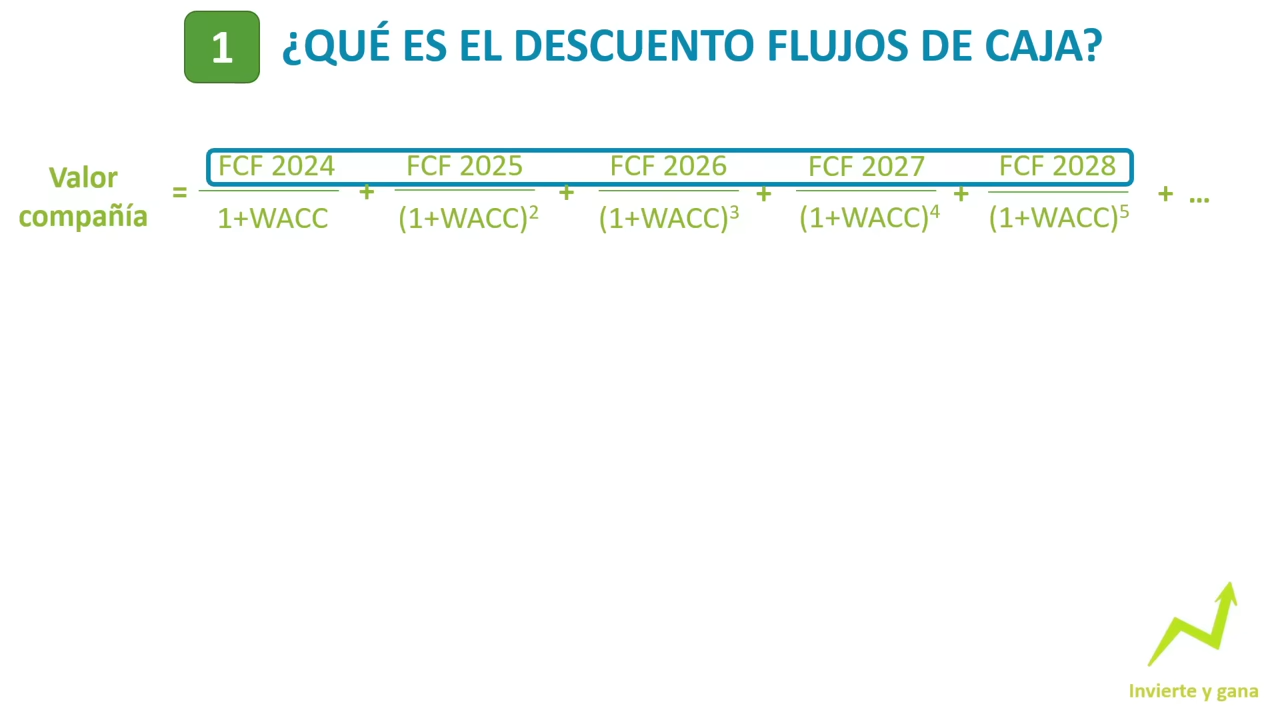 1 ¿QUÉ ES EL DESCUENTO FLUJOS DE CAJA?
FCF 2024 FCF 2025 FCF 2026 FCF 2027 FCF 2028
Valor compañía = + + + + + ...
1+WACC (1+WACC)² (1+WACC)³ (1+WACC)⁴ (1+WACC)⁵
Invierte y gana